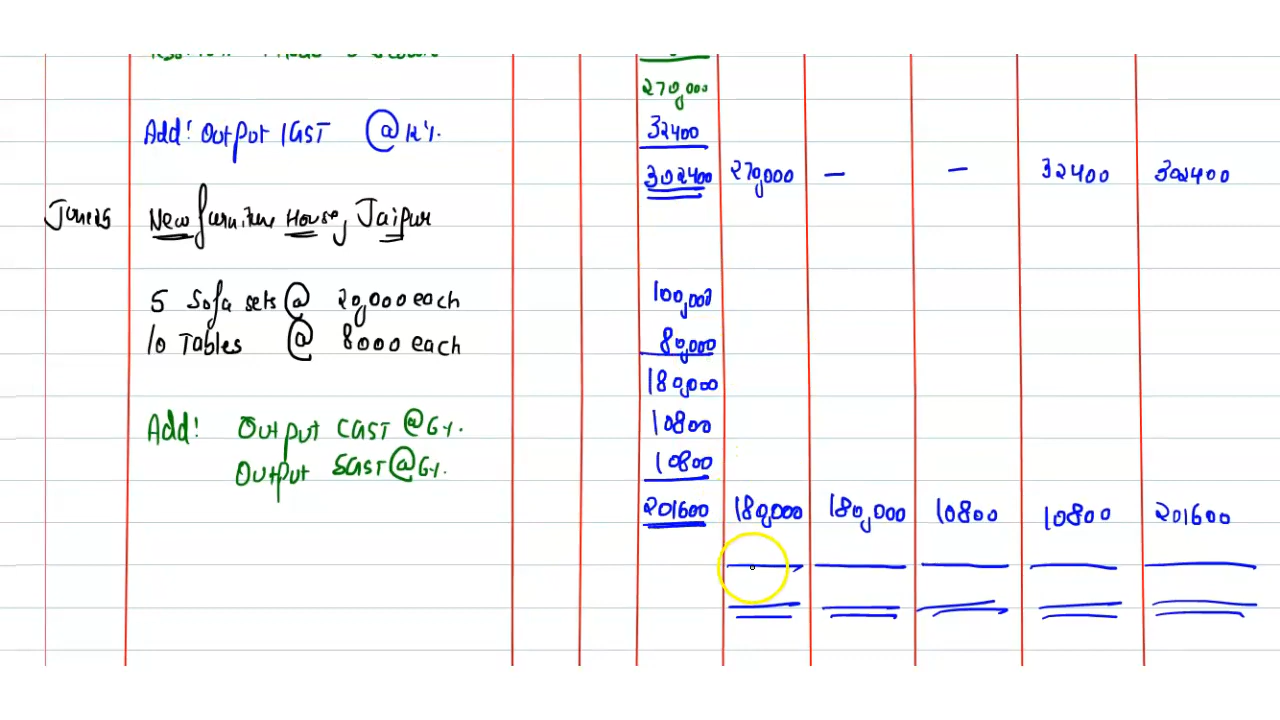 270,000
Add! Output IGST @12%. 32400
302400 270,000 — — 32400 302400
June25 New furniture House, Jaipur
5 Sofa sets @ 20,000 each 100,000
10 Tables @ 8000 each 80,000
180,000
Add! Output CGST @6%. 10800
Output SGST @6%. 10800
201600 180,000 180,000 10800 10800 201600